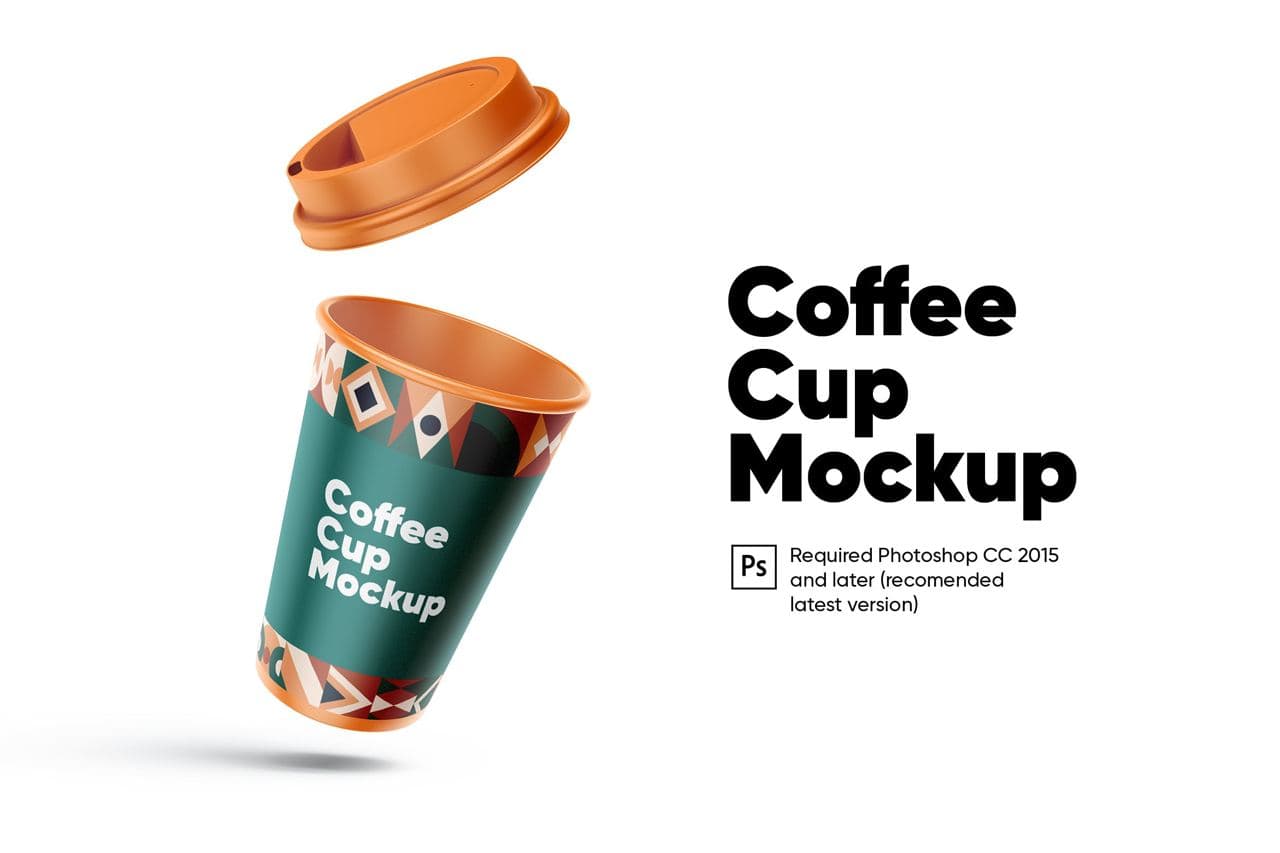 Coffee
Cup
Mockup
Coffee
Cup
Mockup
Ps
Required Photoshop CC 2015
and later (recomended
latest version)